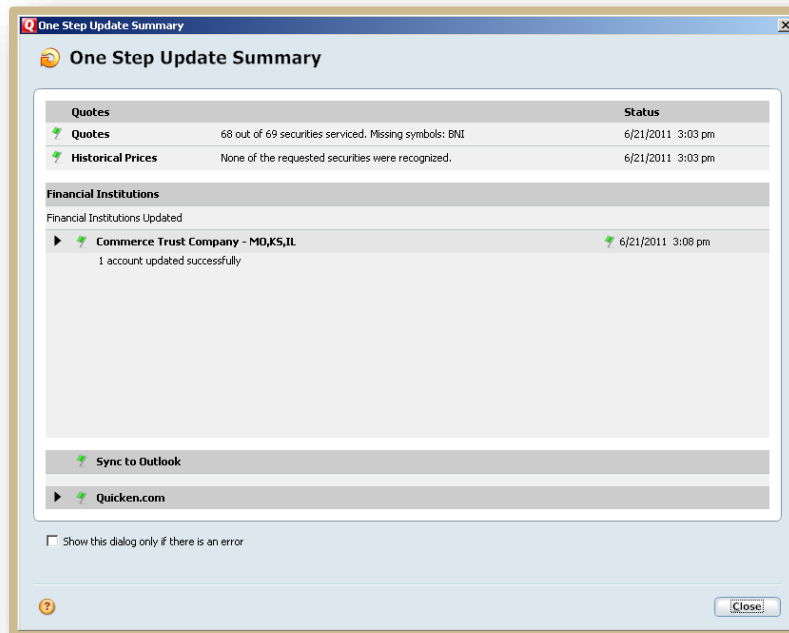 One Step Update Summary
One Step Update Summary
Quotes Status
Quotes 68 out of 69 securities serviced. Missing symbols: BNI 6/21/2011 3:03 pm
Historical Prices None of the requested securities were recognized. 6/21/2011 3:03 pm
Financial Institutions
Financial Institutions Updated
Commerce Trust Company - MO,KS,IL 6/21/2011 3:08 pm
1 account updated successfully
Sync to Outlook
Quicken.com
Show this dialog only if there is an error
? Close